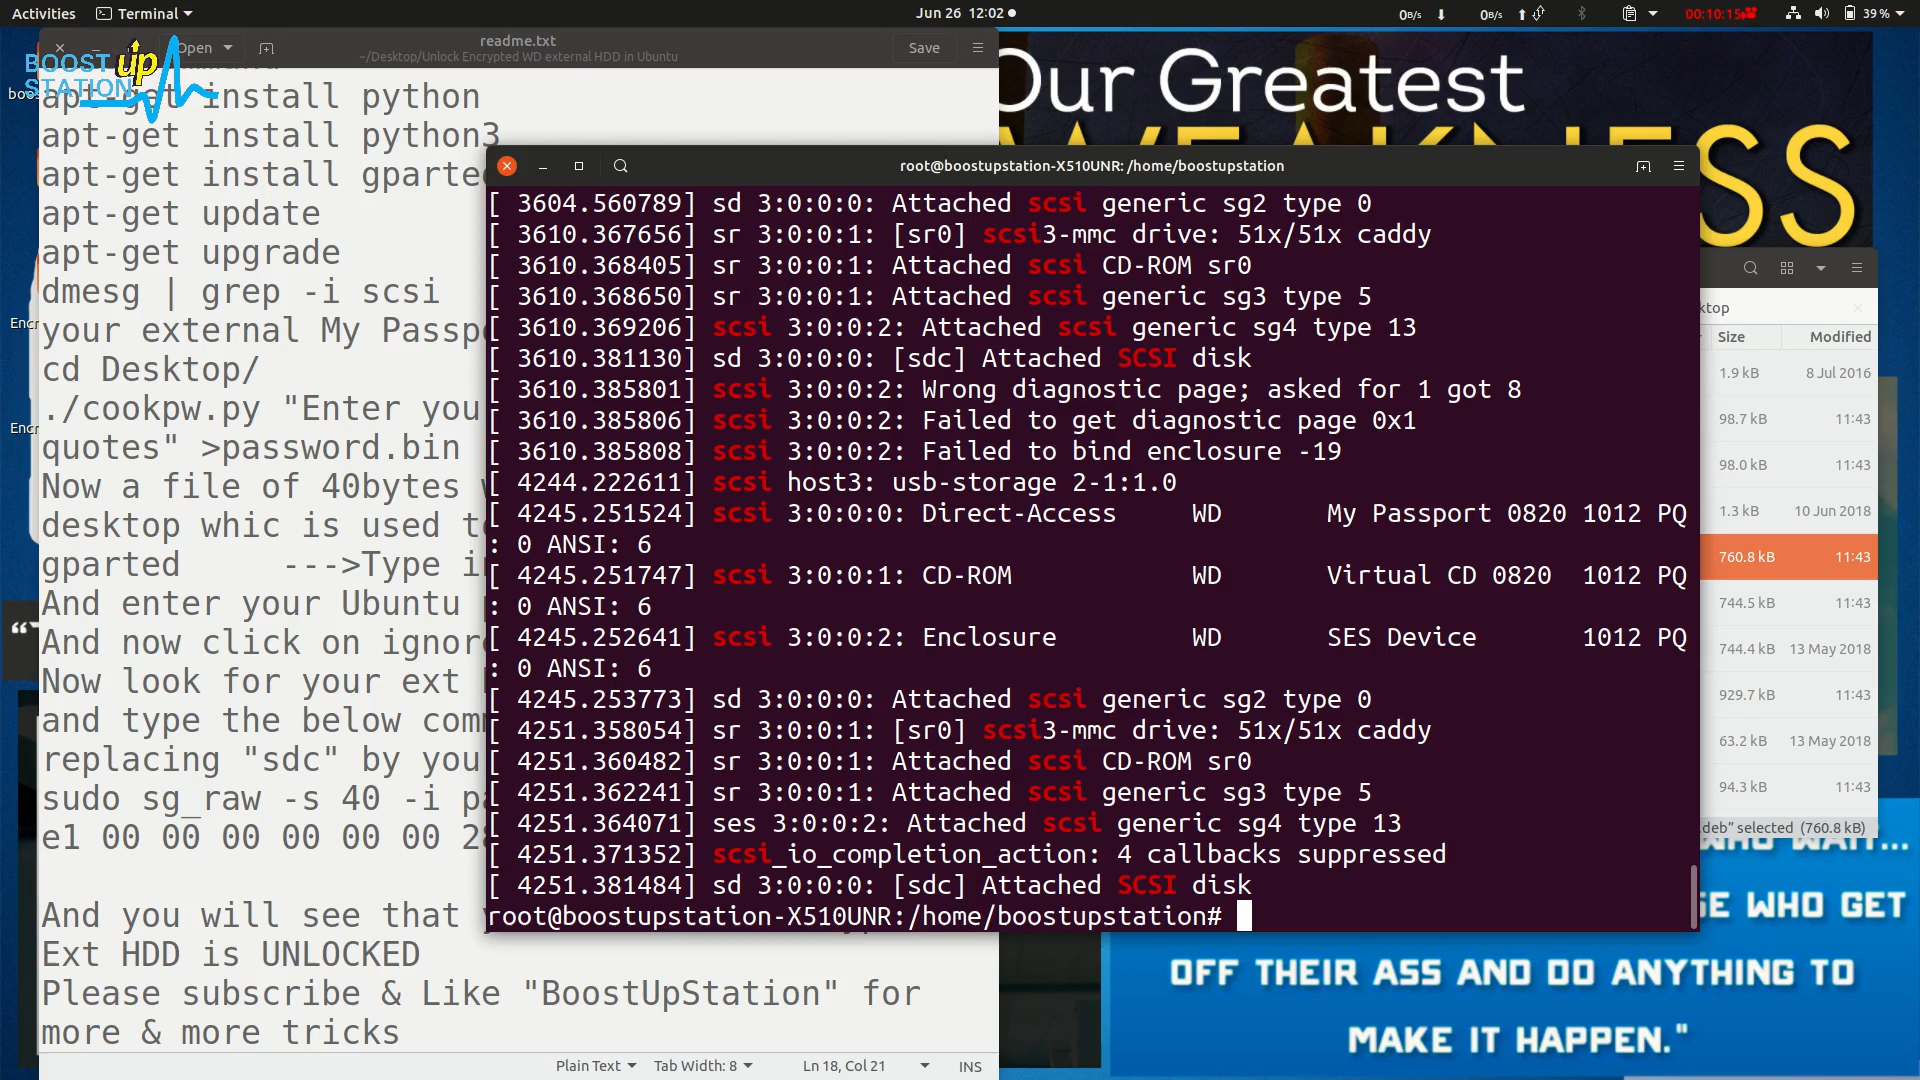 Activities
Terminal
Jun 26 12:02
0B/s
0B/s
00:10:15
39 %
Open
readme.txt
~/Desktop/Unlock Encrypted WD external HDD in Ubuntu
Save
BOOST up
STATION
apt-get install python
apt-get install python3
apt-get install gparted
apt-get update
apt-get upgrade
dmesg | grep -i scsi
your external My Passp
cd Desktop/
./cookpw.py "Enter you
quotes" >password.bin
Now a file of 40bytes
desktop whic is used t
gparted --->Type i
And enter your Ubuntu
And now click on ignor
Now look for your ext
and type the below com
replacing "sdc" by you
sudo sg_raw -s 40 -i p
e1 00 00 00 00 00 00 28
And you will see that
Ext HDD is UNLOCKED
Please subscribe & Like "BoostUpStation" for
more & more tricks
Plain Text
Tab Width: 8
Ln 18, Col 21
INS
root@boostupstation-X510UNR: /home/boostupstation
[ 3604.560789] sd 3:0:0:0: Attached scsi generic sg2 type 0
[ 3610.367656] sr 3:0:0:1: [sr0] scsi3-mmc drive: 51x/51x caddy
[ 3610.368405] sr 3:0:0:1: Attached scsi CD-ROM sr0
[ 3610.368650] sr 3:0:0:1: Attached scsi generic sg3 type 5
[ 3610.369206] scsi 3:0:0:2: Attached scsi generic sg4 type 13
[ 3610.381130] sd 3:0:0:0: [sdc] Attached SCSI disk
[ 3610.385801] scsi 3:0:0:2: Wrong diagnostic page; asked for 1 got 8
[ 3610.385806] scsi 3:0:0:2: Failed to get diagnostic page 0x1
[ 3610.385808] scsi 3:0:0:2: Failed to bind enclosure -19
[ 4244.222611] scsi host3: usb-storage 2-1:1.0
[ 4245.251524] scsi 3:0:0:0: Direct-Access WD My Passport 0820 1012 PQ
: 0 ANSI: 6
[ 4245.251747] scsi 3:0:0:1: CD-ROM WD Virtual CD 0820 1012 PQ
: 0 ANSI: 6
[ 4245.252641] scsi 3:0:0:2: Enclosure WD SES Device 1012 PQ
: 0 ANSI: 6
[ 4245.253773] sd 3:0:0:0: Attached scsi generic sg2 type 0
[ 4251.358054] sr 3:0:0:1: [sr0] scsi3-mmc drive: 51x/51x caddy
[ 4251.360482] sr 3:0:0:1: Attached scsi CD-ROM sr0
[ 4251.362241] sr 3:0:0:1: Attached scsi generic sg3 type 5
[ 4251.364071] ses 3:0:0:2: Attached scsi generic sg4 type 13
[ 4251.371352] scsi_io_completion_action: 4 callbacks suppressed
[ 4251.381484] sd 3:0:0:0: [sdc] Attached SCSI disk
root@boostupstation-X510UNR:/home/boostupstation#
Our Greatest
WEAKNESS
ktop
Size Modified
1.9 kB 8 Jul 2016
98.7 kB 11:43
98.0 kB 11:43
1.3 kB 10 Jun 2018
760.8 kB 11:43
744.5 kB 11:43
744.4 kB 13 May 2018
929.7 kB 11:43
63.2 kB 13 May 2018
94.3 kB 11:43
.deb" selected (760.8 kB)
WHO WAIT...
SE WHO GET
OFF THEIR ASS AND DO ANYTHING TO
MAKE IT HAPPEN."